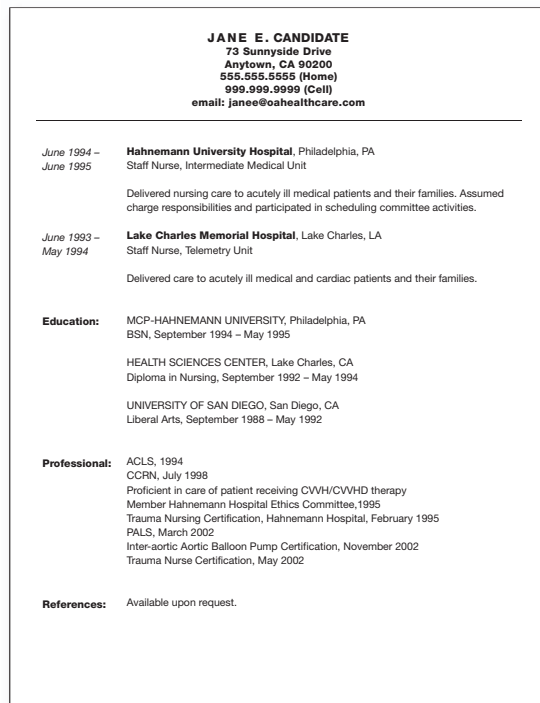 JANE E. CANDIDATE
73 Sunnyside Drive
Anytown, CA 90200
555.555.5555 (Home)
999.999.9999 (Cell)
email: janee@oahealthcare.com
June 1994 – Hahnemann University Hospital, Philadelphia, PA
June 1995 Staff Nurse, Intermediate Medical Unit
Delivered nursing care to acutely ill medical patients and their families. Assumed
charge responsibilities and participated in scheduling committee activities.
June 1993 – Lake Charles Memorial Hospital, Lake Charles, LA
May 1994 Staff Nurse, Telemetry Unit
Delivered care to acutely ill medical and cardiac patients and their families.
Education: MCP-HAHNEMANN UNIVERSITY, Philadelphia, PA
BSN, September 1994 – May 1995
HEALTH SCIENCES CENTER, Lake Charles, CA
Diploma in Nursing, September 1992 – May 1994
UNIVERSITY OF SAN DIEGO, San Diego, CA
Liberal Arts, September 1988 – May 1992
Professional: ACLS, 1994
CCRN, July 1998
Proficient in care of patient receiving CVVH/CVVHD therapy
Member Hahnemann Hospital Ethics Committee,1995
Trauma Nursing Certification, Hahnemann Hospital, February 1995
PALS, March 2002
Inter-aortic Aortic Balloon Pump Certification, November 2002
Trauma Nurse Certification, May 2002
References: Available upon request.